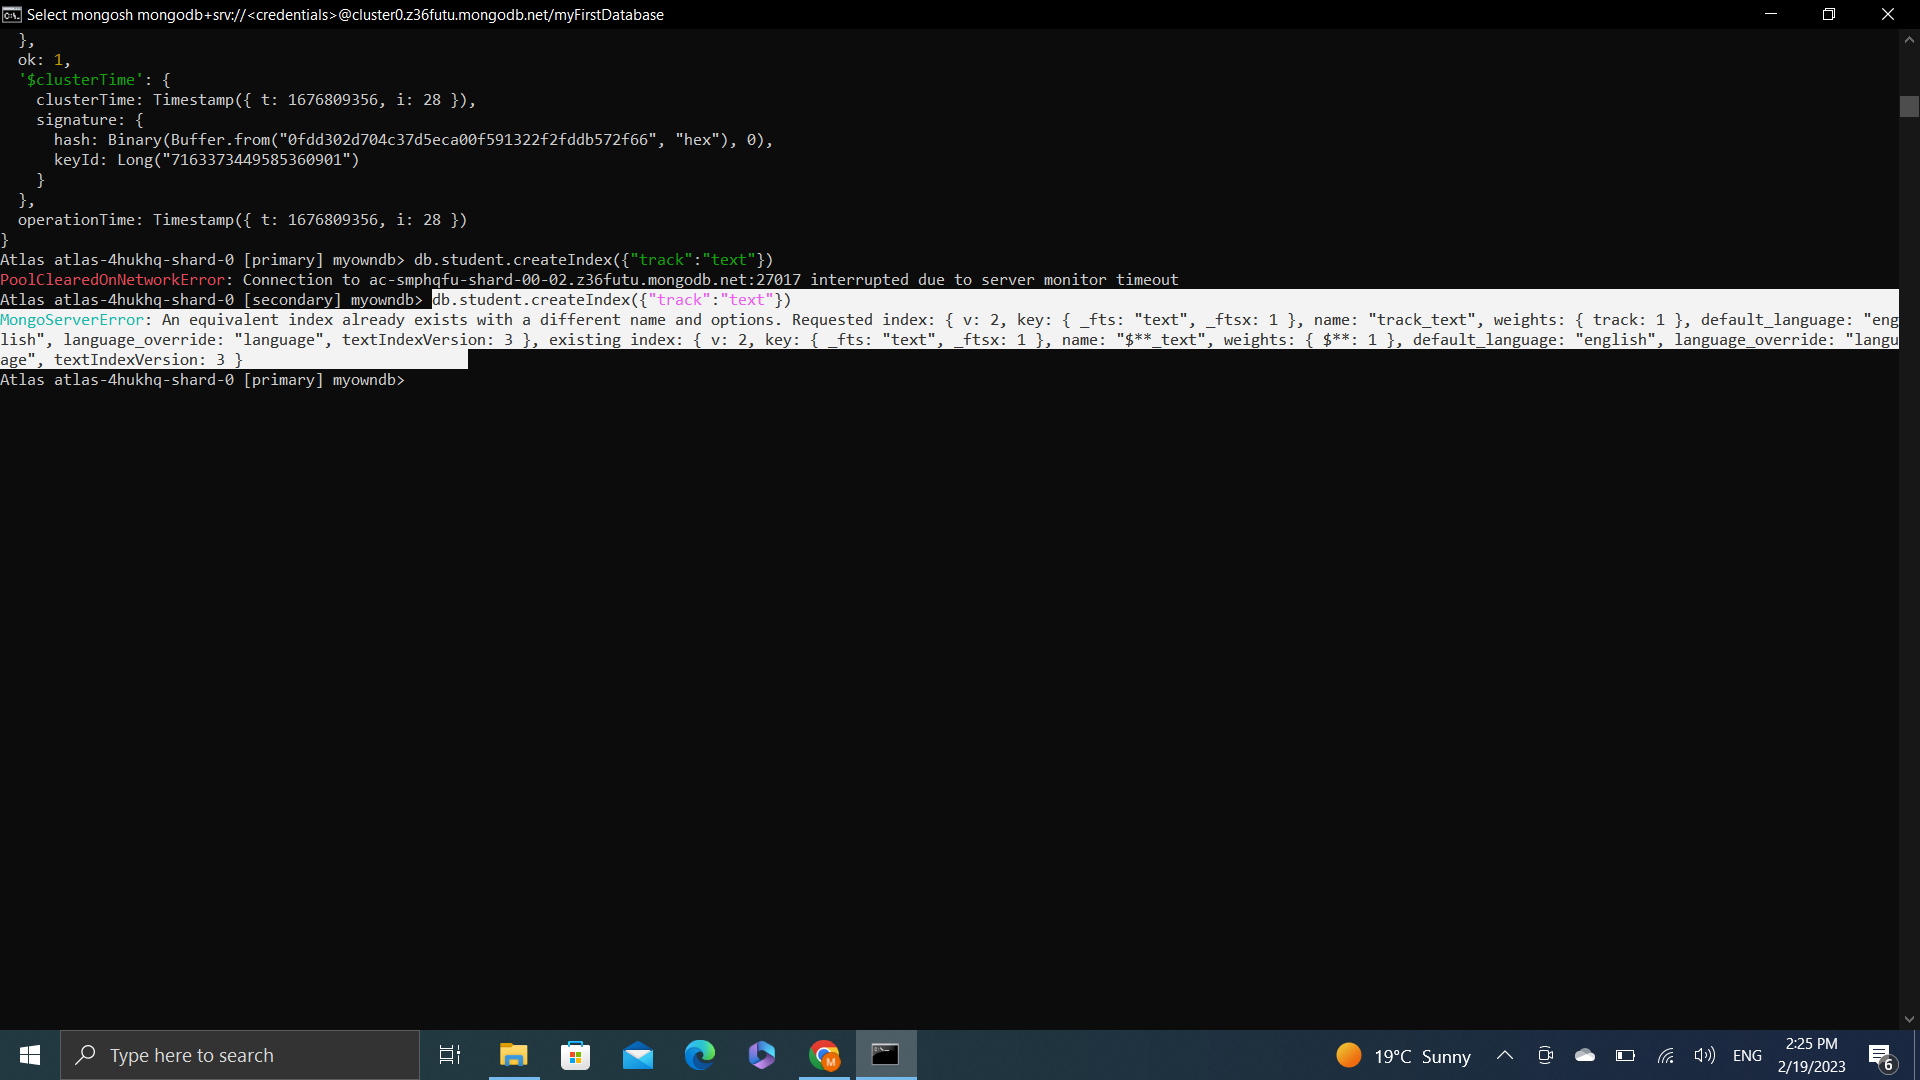 Select mongosh mongodb+srv://<credentials>@cluster0.z36futu.mongodb.net/myFirstDatabase
  },
  ok: 1,
  '$clusterTime': {
    clusterTime: Timestamp({ t: 1676809356, i: 28 }),
    signature: {
      hash: Binary(Buffer.from("0fdd302d704c37d5eca00f591322f2fddb572f66", "hex"), 0),
      keyId: Long("7163373449585360901")
    }
  },
  operationTime: Timestamp({ t: 1676809356, i: 28 })
}
Atlas atlas-4hukhq-shard-0 [primary] myowndb> db.student.createIndex({"track":"text"})
PoolClearedOnNetworkError: Connection to ac-smphqfu-shard-00-02.z36futu.mongodb.net:27017 interrupted due to server monitor timeout
Atlas atlas-4hukhq-shard-0 [secondary] myowndb> db.student.createIndex({"track":"text"})
MongoServerError: An equivalent index already exists with a different name and options. Requested index: { v: 2, key: { _fts: "text", _ftsx: 1 }, name: "track_text", weights: { track: 1 }, default_language: "eng
lish", language_override: "language", textIndexVersion: 3 }, existing index: { v: 2, key: { _fts: "text", _ftsx: 1 }, name: "$**_text", weights: { $**: 1 }, default_language: "english", language_override: "langu
age", textIndexVersion: 3 }
Atlas atlas-4hukhq-shard-0 [primary] myowndb>
Type here to search
M
19°C Sunny
ENG
2:25 PM
2/19/2023
6